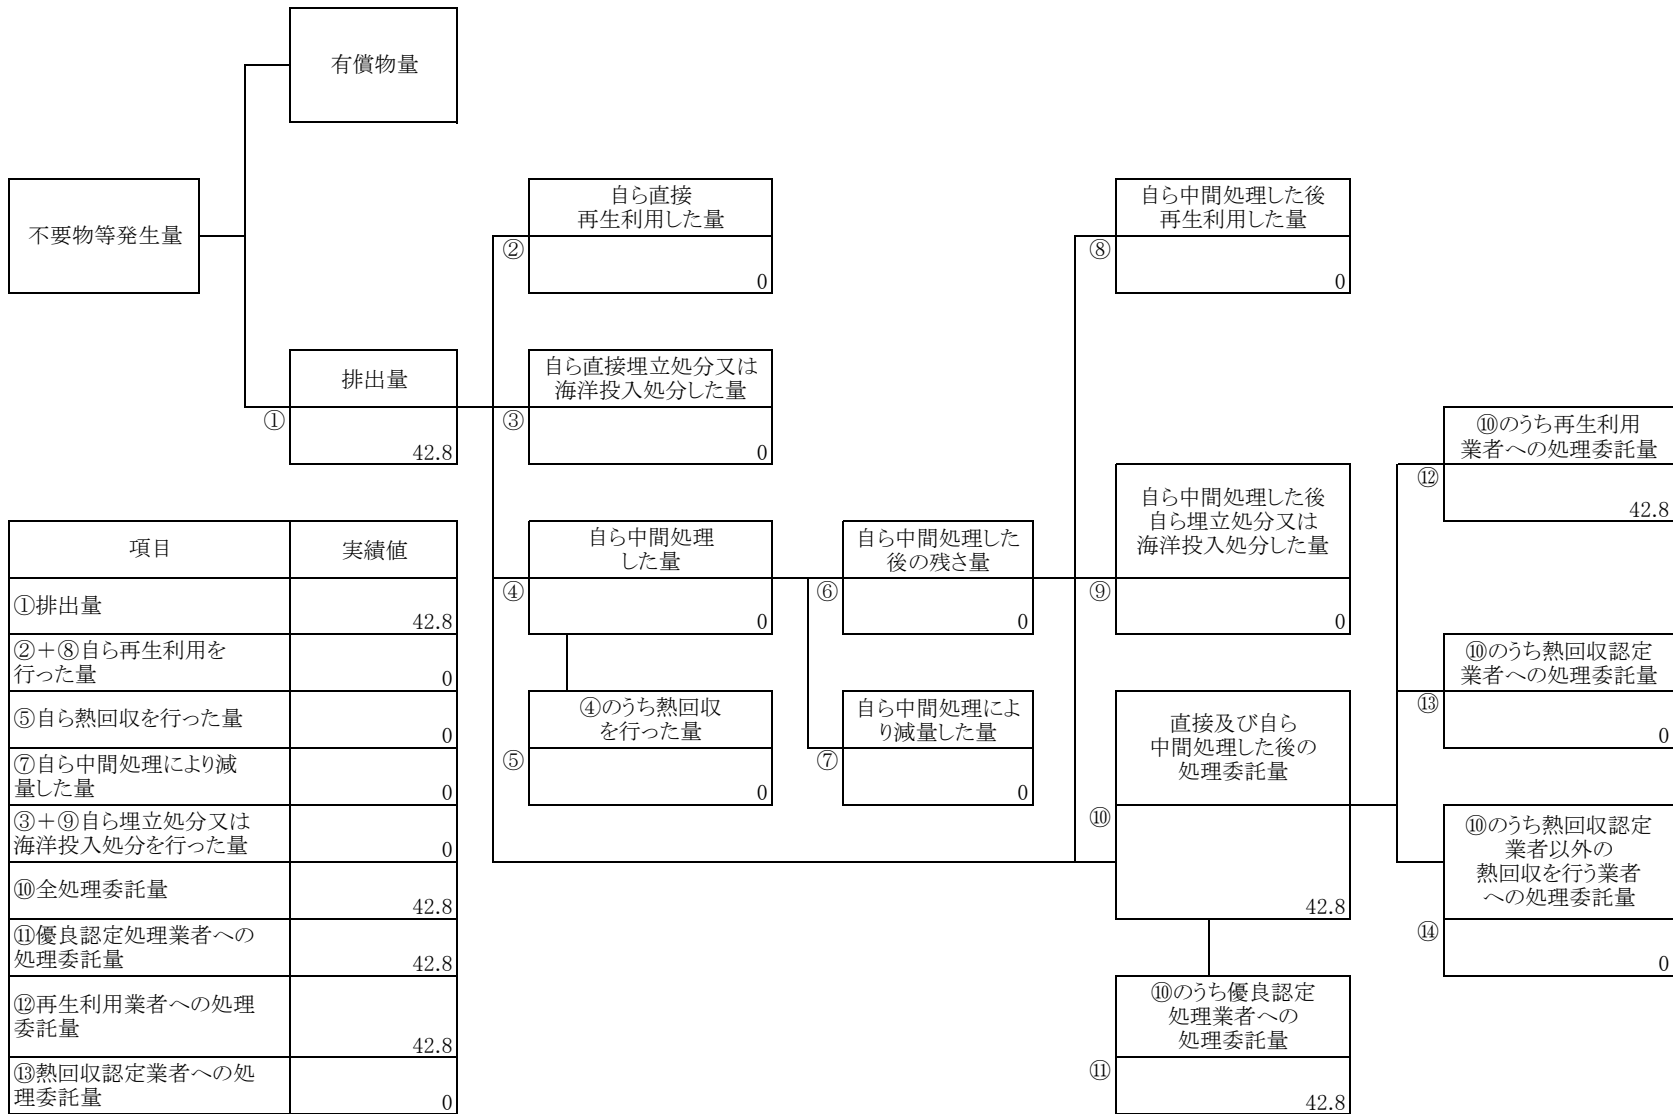 有償物量
不要物等発生量
自ら直接
再生利用した量
②
0
自ら中間処理した後
再生利用した量
⑧
0
排出量
①
42.8
自ら直接埋立処分又は
海洋投入処分した量
③
0
⑩のうち再生利用
業者への処理委託量
⑫
42.8
自ら中間処理した後
自ら埋立処分又は
海洋投入処分した量
⑨
0
自ら中間処理
した量
④
0
自ら中間処理した
後の残さ量
⑥
0
⑩のうち熱回収認定
業者への処理委託量
⑬
0
④のうち熱回収
を行った量
⑤
0
自ら中間処理によ
り減量した量
⑦
0
直接及び自ら
中間処理した後の
処理委託量
⑩
42.8
⑩のうち熱回収認定
業者以外の
熱回収を行う業者
への処理委託量
⑭
0
⑩のうち優良認定
処理業者への
処理委託量
⑪
42.8
項目 実績値
①排出量
42.8
②＋⑧自ら再生利用を
行った量
0
⑤自ら熱回収を行った量
0
⑦自ら中間処理により減
量した量
0
③＋⑨自ら埋立処分又は
海洋投入処分を行った量
0
⑩全処理委託量
42.8
⑪優良認定処理業者への
処理委託量
42.8
⑫再生利用業者への処理
委託量
42.8
⑬熱回収認定業者への処
理委託量
0